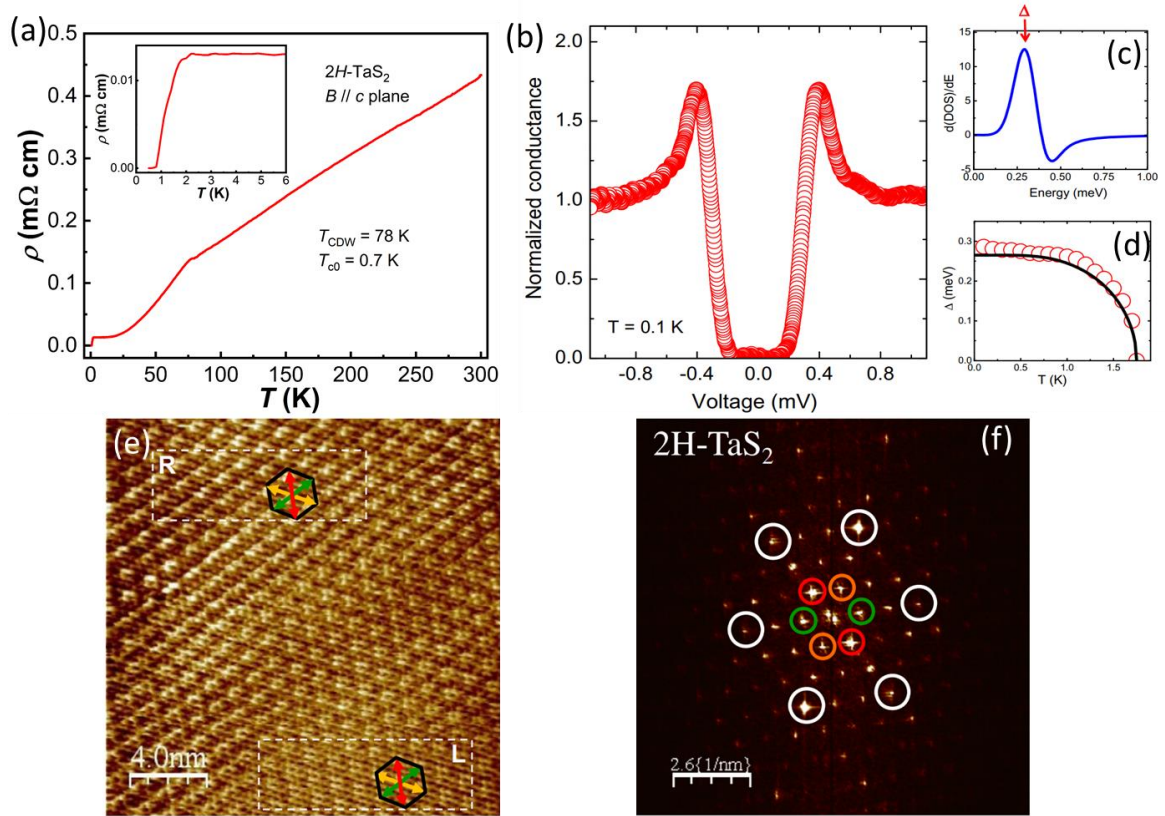 (a)
0.5
0.4
0.3
0.2
0.1
0.0
ρ (mΩ cm)
0.01
0.00
ρ (mΩ cm)
0 1 2 3 4 5 6
T (K)
2H-TaS₂
B // c plane
T_CDW = 78 K
T_c0 = 0.7 K
0 50 100 150 200 250 300
T (K)
(b)
2.0
1.5
1.0
0.5
0.0
Normalized conductance
T = 0.1 K
-0.8 -0.4 0.0 0.4 0.8
Voltage (mV)
Δ
(c)
15
10
5
0
-5
d(DOS)/dE
0.00 0.25 0.50 0.75 1.00
Energy (meV)
(d)
0.3
0.2
0.1
0.0
Δ (meV)
0.0 0.5 1.0 1.5
T (K)
(e)
R
L
4.0nm
2H-TaS₂
(f)
2.6{1/nm}